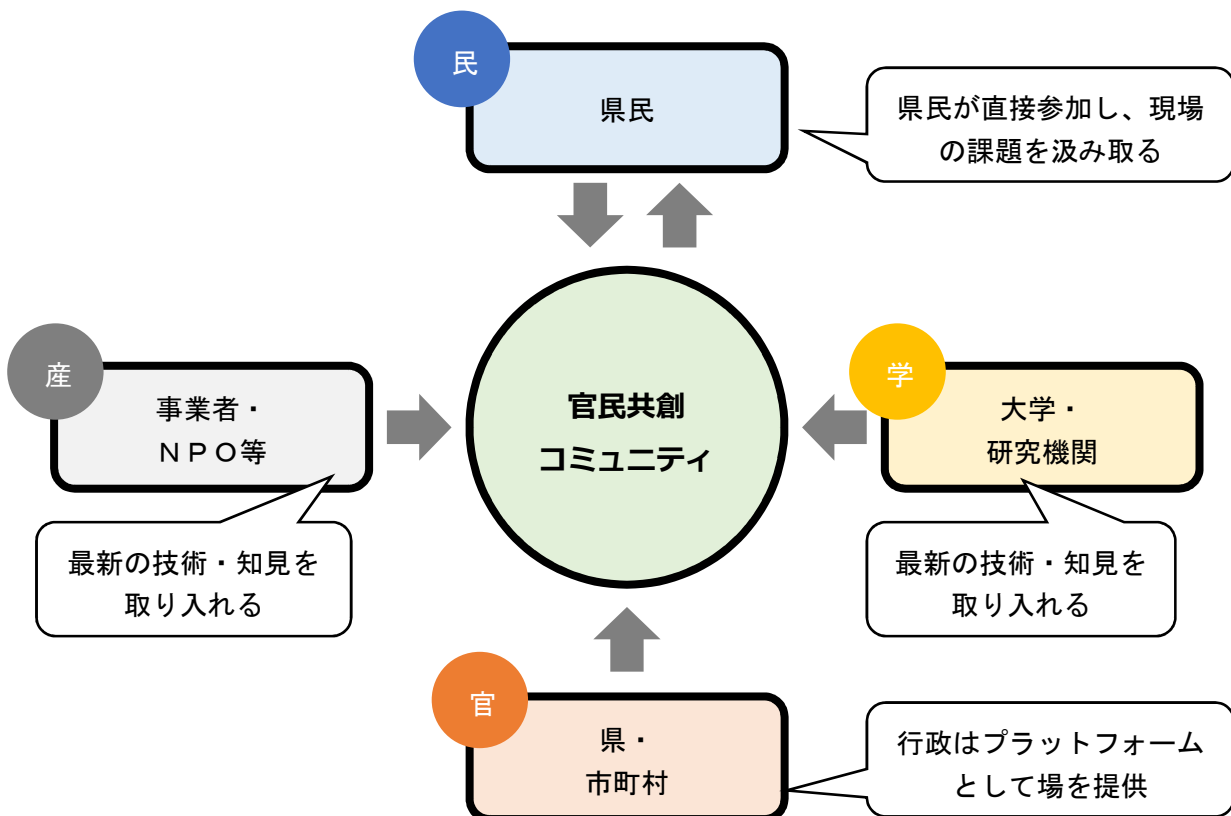 民
県民
県民が直接参加し、現場
の課題を汲み取る
産
事業者・
ＮＰＯ等
官民共創
コミュニティ
学
大学・
研究機関
最新の技術・知見を
取り入れる
最新の技術・知見を
取り入れる
官
県・
市町村
行政はプラットフォーム
として場を提供